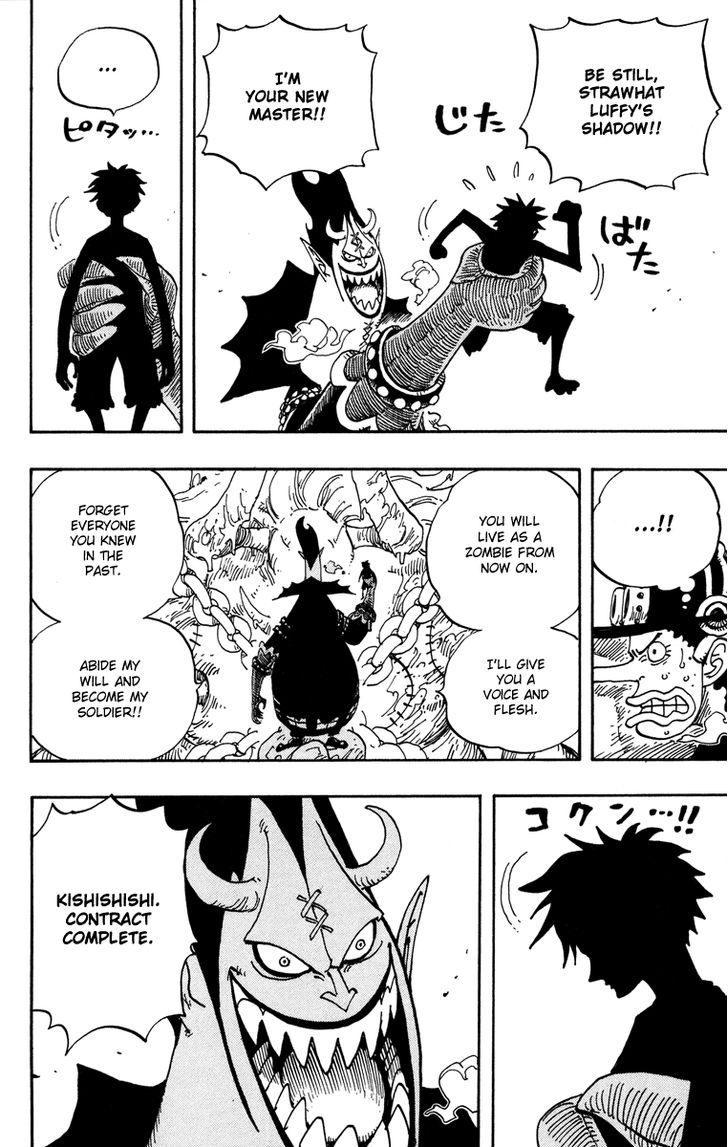 BE STILL,
STRAWHAT
LUFFY'S
SHADOW!!
じた
ばた
I'M
YOUR NEW
MASTER!!
...
ピタッ...
...!!
YOU WILL
LIVE AS A
ZOMBIE FROM
NOW ON.
I'LL GIVE
YOU A
VOICE AND
FLESH.
FORGET
EVERYONE
YOU KNEW
IN THE
PAST.
ABIDE MY
WILL AND
BECOME MY
SOLDIER!!
コクン...!!
KISHISHISHI.
CONTRACT
COMPLETE.